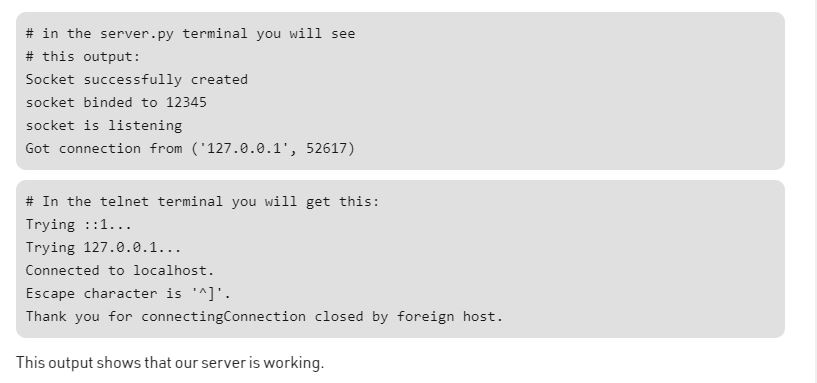 # in the server.py terminal you will see
# this output:
Socket successfully created
socket binded to 12345
socket is listening
Got connection from ('127.0.0.1', 52617)
# In the telnet terminal you will get this:
Trying ::1...
Trying 127.0.0.1...
Connected to localhost.
Escape character is '^]'.
Thank you for connectingConnection closed by foreign host.
This output shows that our server is working.